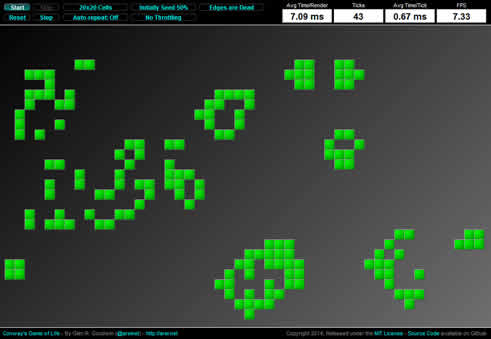 Start Stop 20x20 Cells Initially Seed 50% Edges are Dead
Reset Step Auto repeat: Off No Throttling
Avg Time/Render Ticks Avg Time/Tick FPS
7.09 ms 43 0.67 ms 7.33
Conway's Game of Life - By Glen R. Goodwin (@areinet) - http://arei.net
Copyright 2014, Released under the MIT License - Source Code available on Github